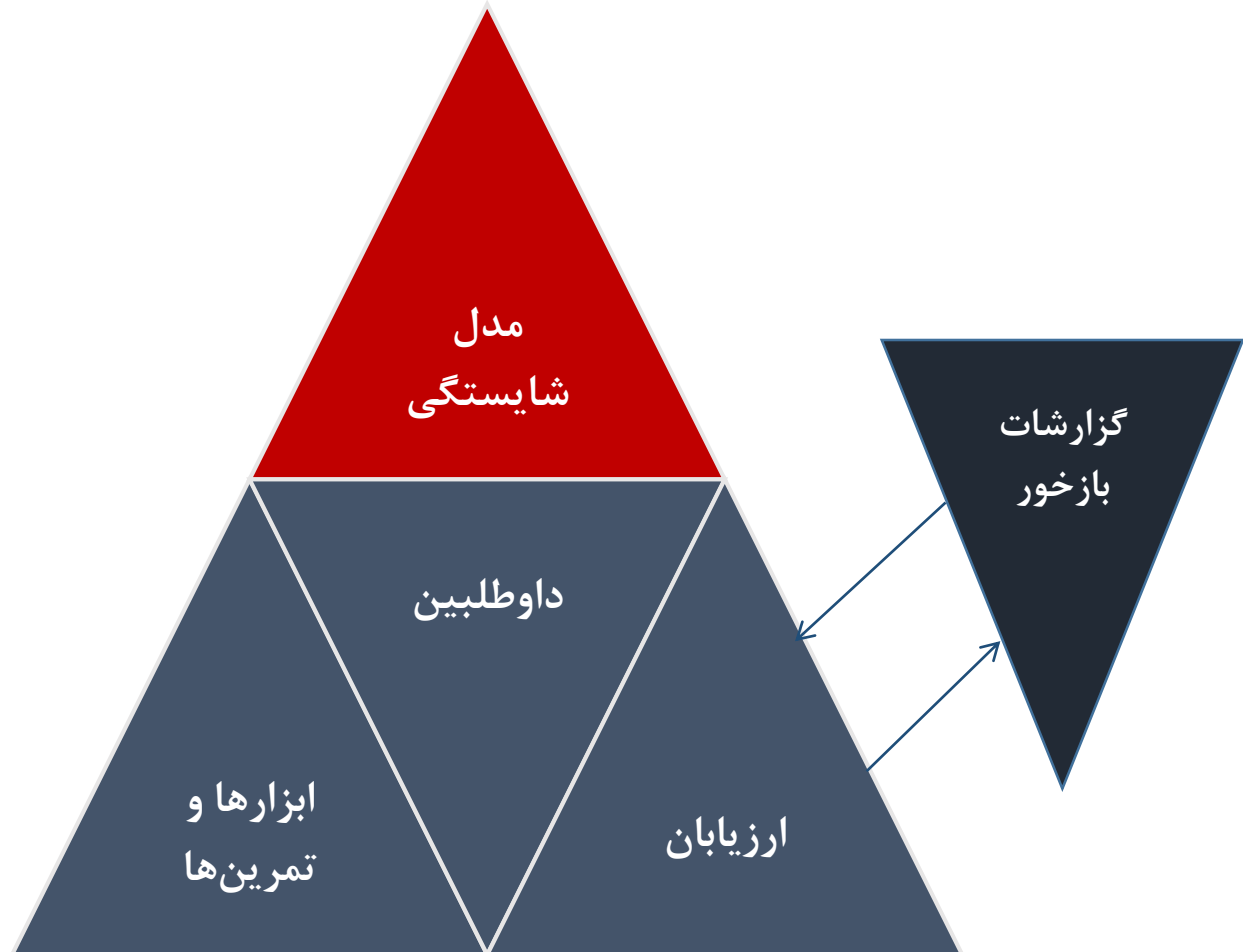 مدل
شایستگی
گزارشات
بازخور
داوطلبین
ابزارها و
تمرین‌ها
ارزیابان